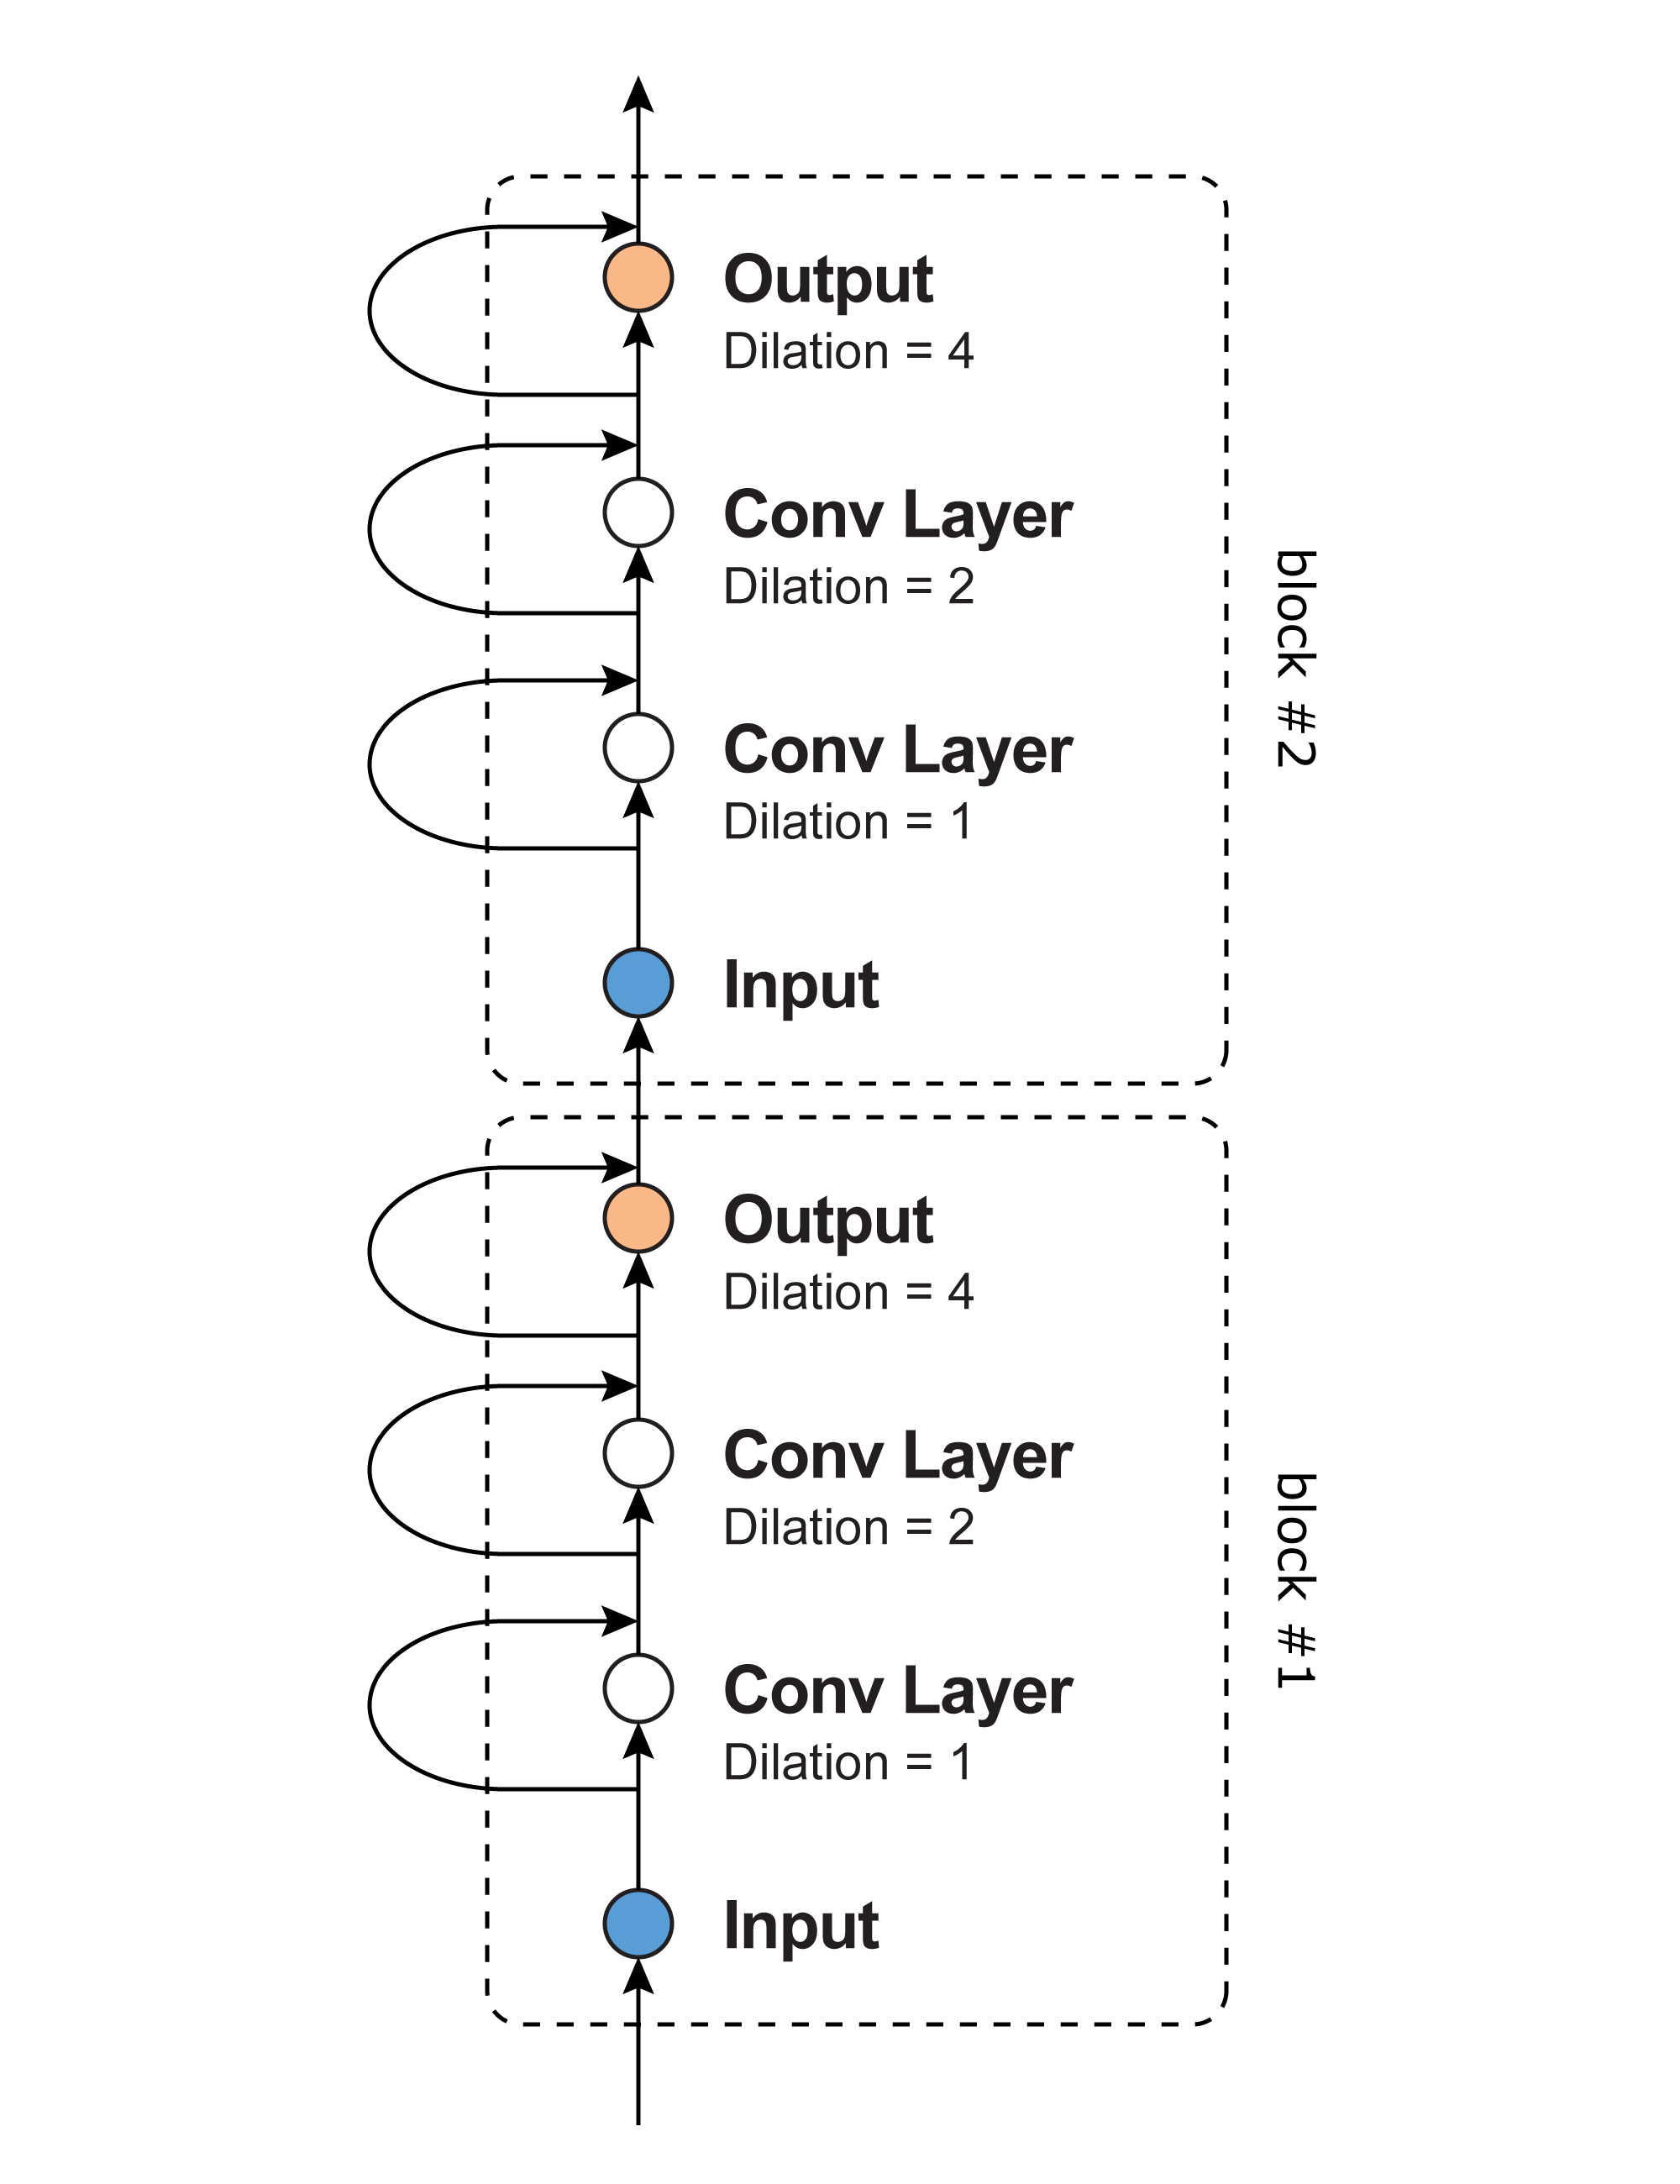 Output
Dilation = 4
Conv Layer
Dilation = 2
Conv Layer
Dilation = 1
Input
block #2
Output
Dilation = 4
Conv Layer
Dilation = 2
Conv Layer
Dilation = 1
Input
block #1